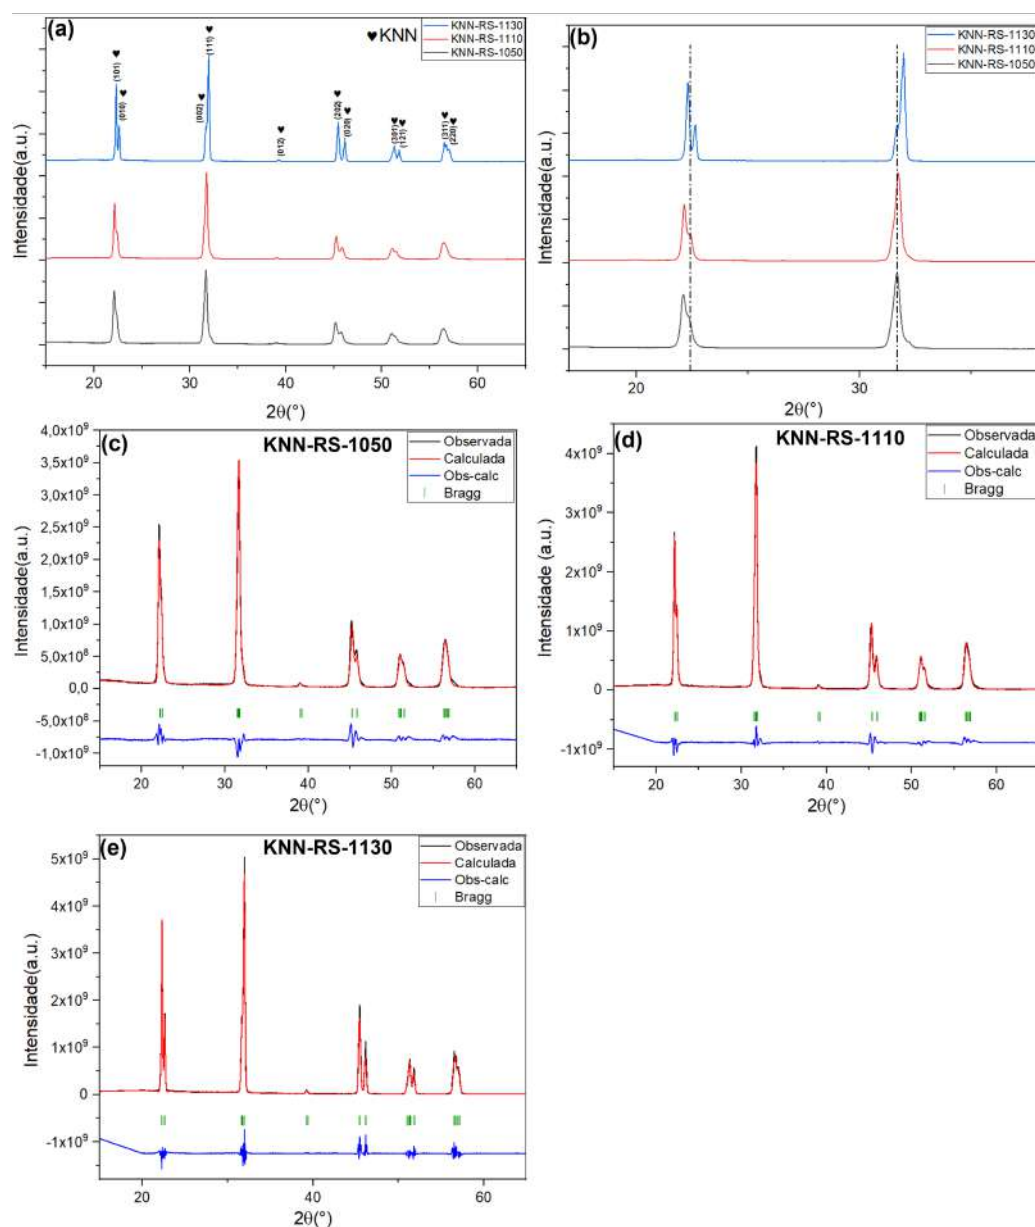 (a)
♥KNN
KNN-RS-1130
KNN-RS-1110
KNN-RS-1050
(101)
(010)
(002)
(111)
(012)
(202)
(020)
(301)
(121)
(311)
(220)
Intensidade(a.u.)
20 30 40 50 60
2θ(°)
(b)
KNN-RS-1130
KNN-RS-1110
KNN-RS-1050
Intensidade(a.u.)
20 30
2θ(°)
(c)
KNN-RS-1050
Observada
Calculada
Obs-calc
Bragg
4,0x10⁹
3,5x10⁹
3,0x10⁹
2,5x10⁹
2,0x10⁹
1,5x10⁹
1,0x10⁹
5,0x10⁸
0,0
-5,0x10⁸
-1,0x10⁹
Intensidade(a.u.)
20 30 40 50 60
2θ(°)
(d)
KNN-RS-1110
Observada
Calculada
Obs-calc
Bragg
4x10⁹
3x10⁹
2x10⁹
1x10⁹
0
-1x10⁹
Intensidade (a.u.)
20 30 40 50 60
2θ(°)
(e)
KNN-RS-1130
Observada
Calculada
Obs-calc
Bragg
5x10⁹
4x10⁹
3x10⁹
2x10⁹
1x10⁹
0
-1x10⁹
Intensidade(a.u.)
20 30 40 50 60
2θ(°)